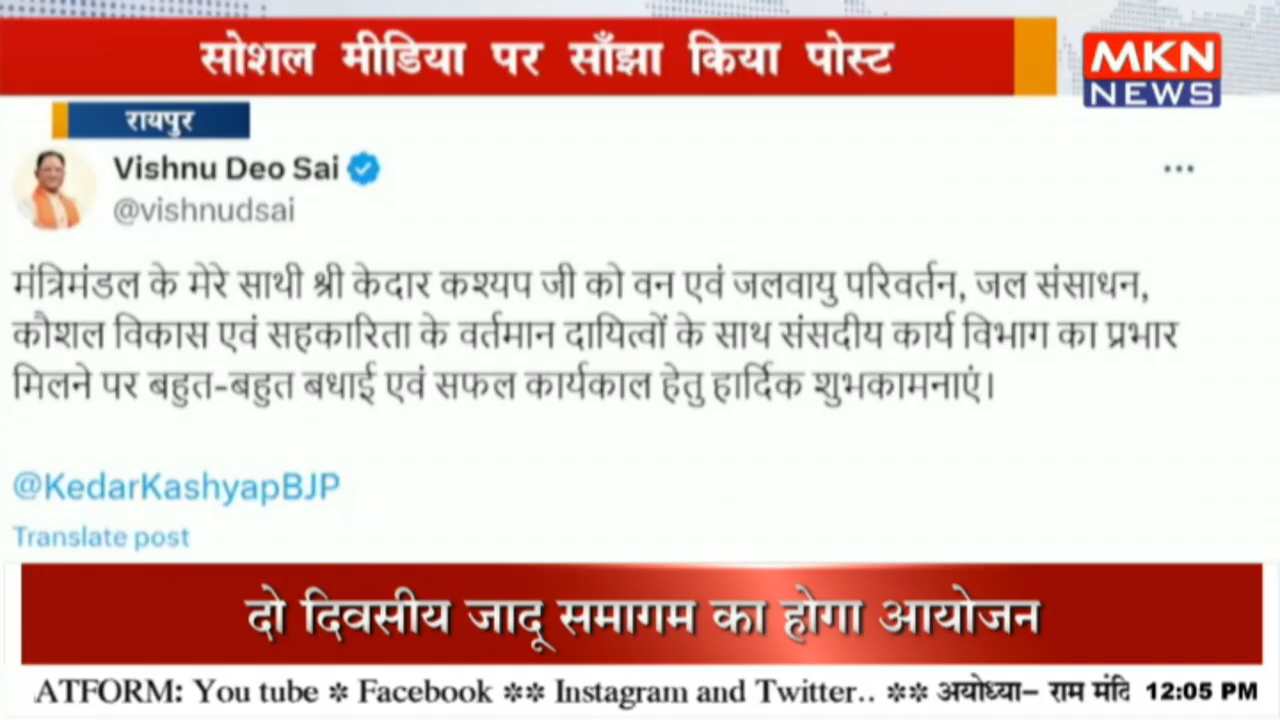 सोशल मीडिया पर साँझा किया पोस्ट
MKN
NEWS
रायपुर
Vishnu Deo Sai
@vishnudsai
मंत्रिमंडल के मेरे साथी श्री केदार कश्यप जी को वन एवं जलवायु परिवर्तन, जल संसाधन,
कौशल विकास एवं सहकारिता के वर्तमान दायित्वों के साथ संसदीय कार्य विभाग का प्रभार
मिलने पर बहुत-बहुत बधाई एवं सफल कार्यकाल हेतु हार्दिक शुभकामनाएं।
@KedarKashyapBJP
Translate post
दो दिवसीय जादू समागम का होगा आयोजन
ATFORM: You tube ✲ Facebook ✲✲ Instagram and Twitter.. ✲✲ अयोध्या– राम मंदि 12:05 PM